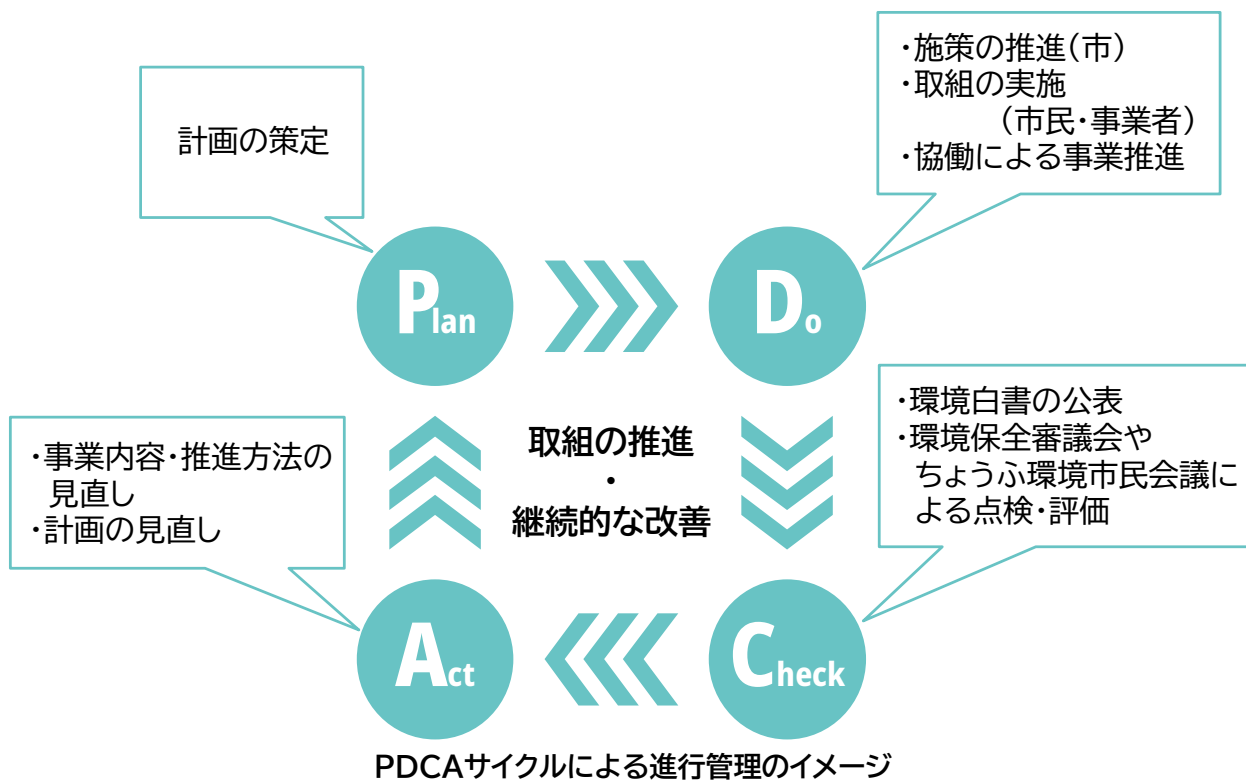 計画の策定
・施策の推進(市)
・取組の実施
(市民・事業者)
・協働による事業推進
Plan
Do
・事業内容・推進方法の
見直し
・計画の見直し
取組の推進
・
継続的な改善
・環境白書の公表
・環境保全審議会や
ちょうふ環境市民会議に
よる点検・評価
Act
Check
PDCAサイクルによる進行管理のイメージ